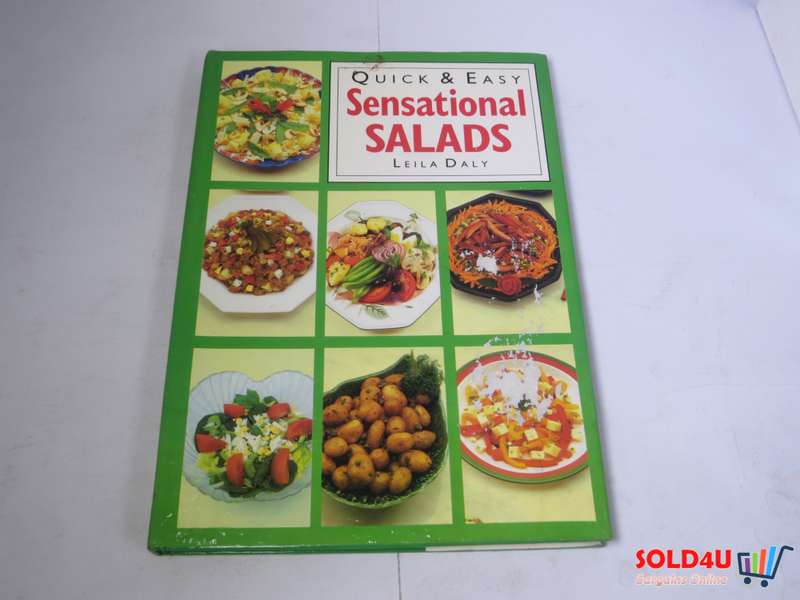 QUICK & EASY
Sensational
SALADS
LEILA DALY
SOLD4U
Bargains Online